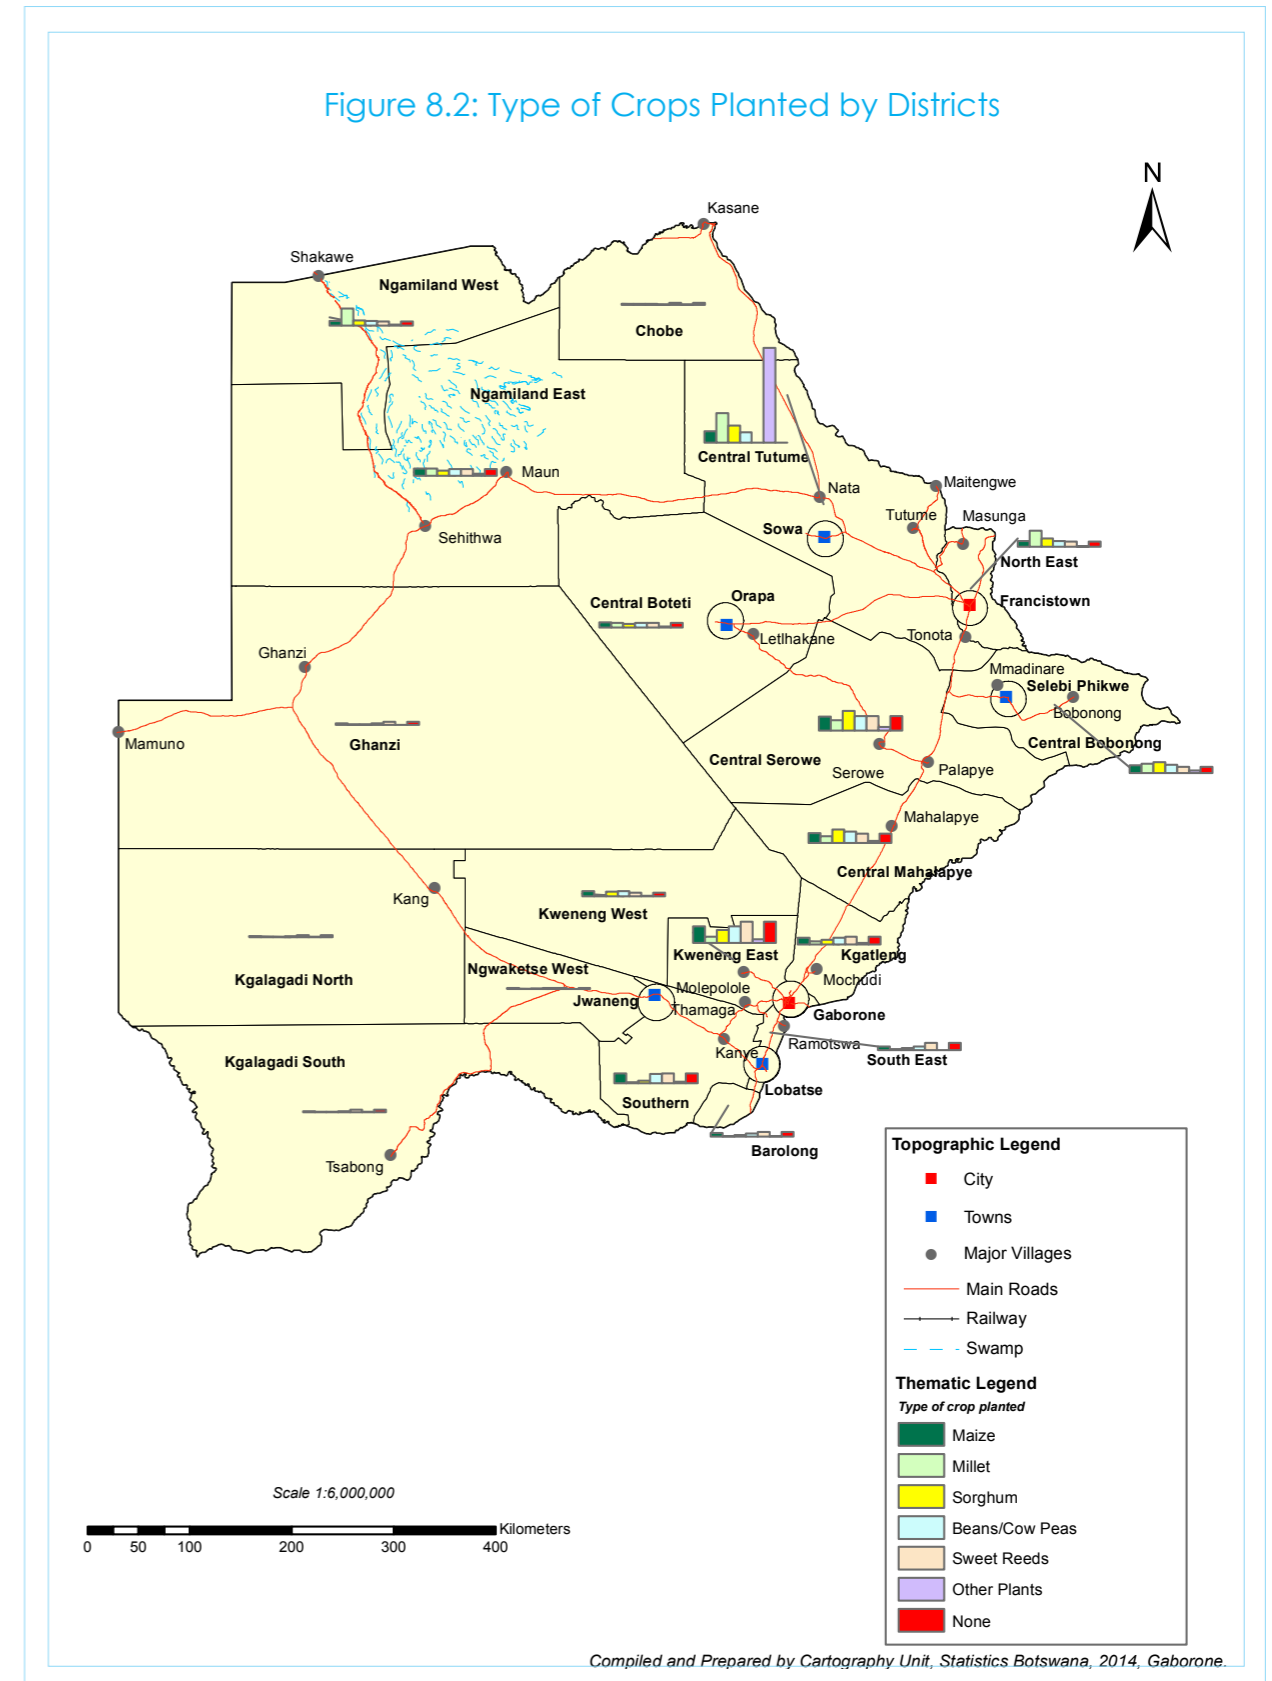 Figure 8.2: Type of Crops Planted by Districts
N
Kasane
Shakawe
Ngamiland West
Chobe
Ngamiland East
Central Tutume
Maun
Nata
Maitengwe
Sehithwa
Sowa
Tutume
Masunga
North East
Central Boteti
Orapa
Francistown
Letlhakane
Tonota
Ghanzi
Mmadinare
Selebi Phikwe
Bobonong
Mamuno
Ghanzi
Central Bobonong
Central Serowe
Serowe
Palapye
Mahalapye
Central Mahalapye
Kang
Kweneng West
Kweneng East
Kgatleng
Ngwaketse West
Kgalagadi North
Molepolole
Mochudi
Jwaneng
Thamaga
Gaborone
Ramotswa
Kanye
South East
Kgalagadi South
Lobatse
Southern
Barolong
Tsabong
Topographic Legend
City
Towns
Major Villages
Main Roads
Railway
Swamp
Thematic Legend
Type of crop planted
Maize
Millet
Sorghum
Beans/Cow Peas
Sweet Reeds
Other Plants
None
Scale 1:6,000,000
Kilometers
0 50 100 200 300 400
Compiled and Prepared by Cartography Unit, Statistics Botswana, 2014, Gaborone.